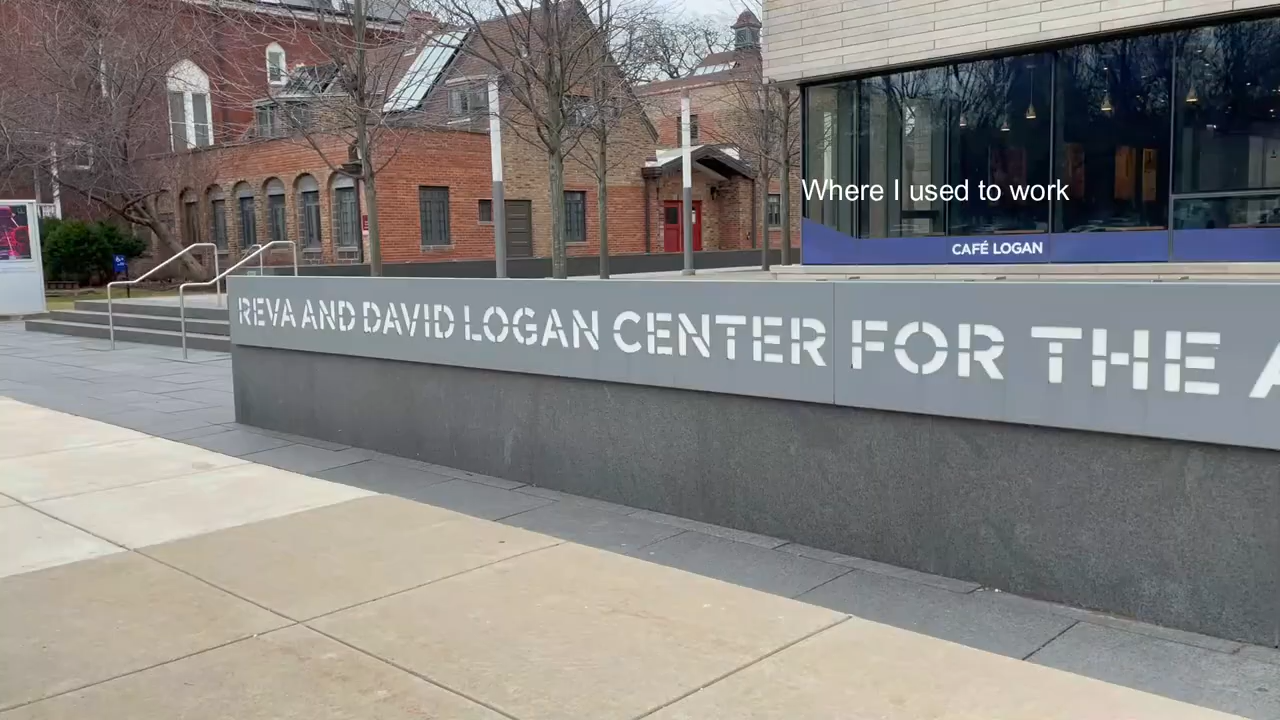 Where I used to work
CAFÉ LOGAN
REVA AND DAVID LOGAN CENTER FOR THE A